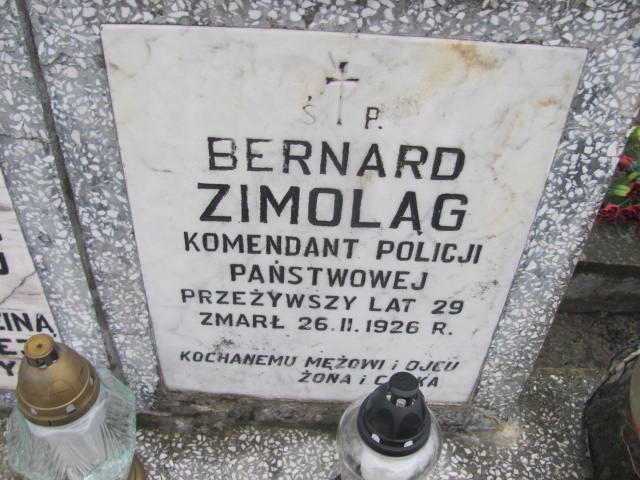 Ś. P.
BERNARD
ZIMOLĄG
KOMENDANT POLICJI
PAŃSTWOWEJ
PRZEŻYWSZY LAT 29
ZMARŁ 26.II.1926 R.
KOCHANEMU MĘŻOWI i OJCU
ŻONA i